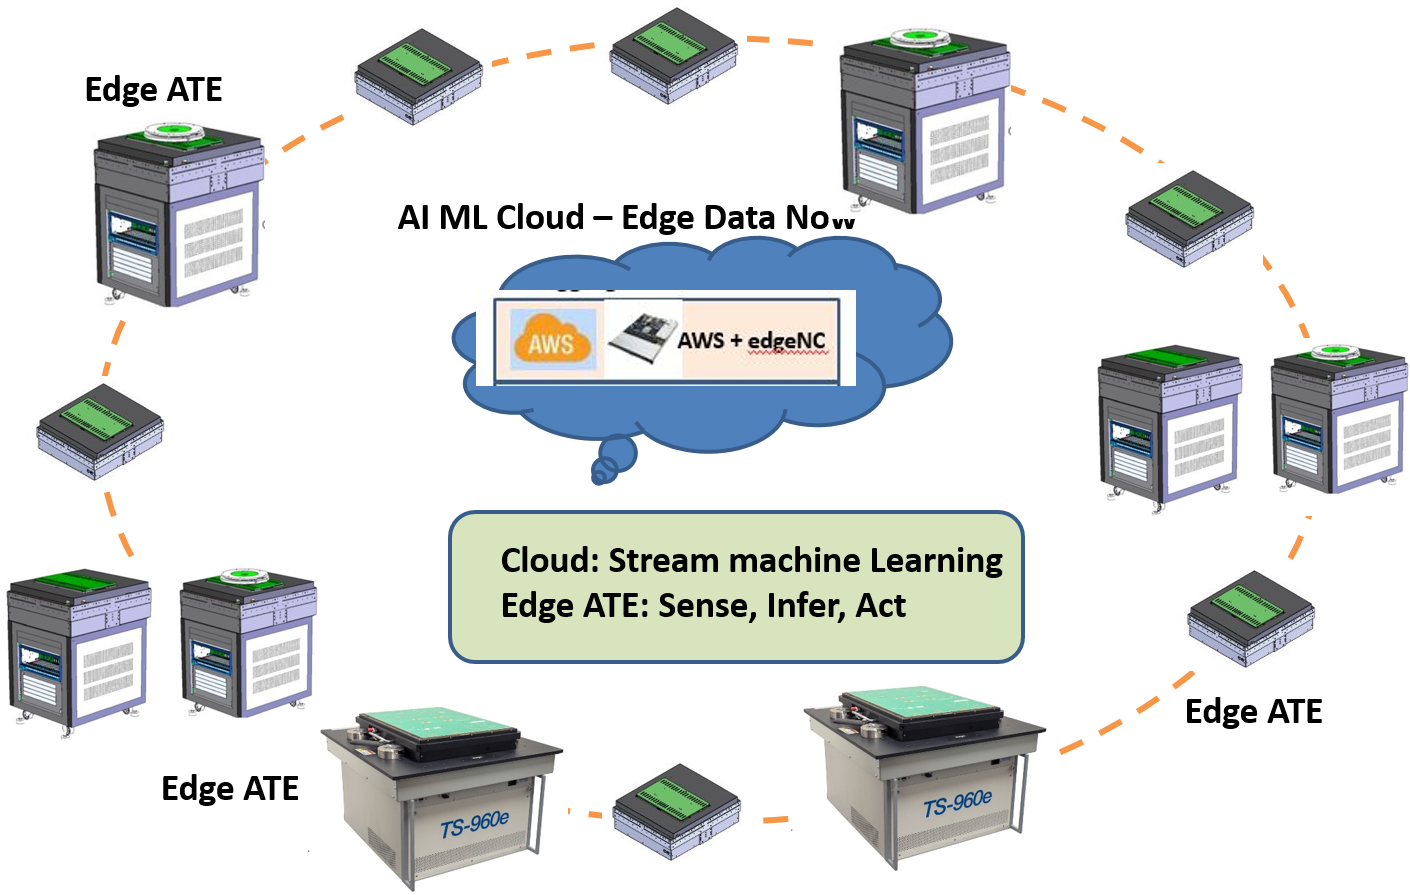 Edge ATE
AI ML Cloud – Edge Data Now
AWS
AWS + edgeNC
Cloud: Stream machine Learning
Edge ATE: Sense, Infer, Act
Edge ATE
Edge ATE
TS-960e
TS-960e